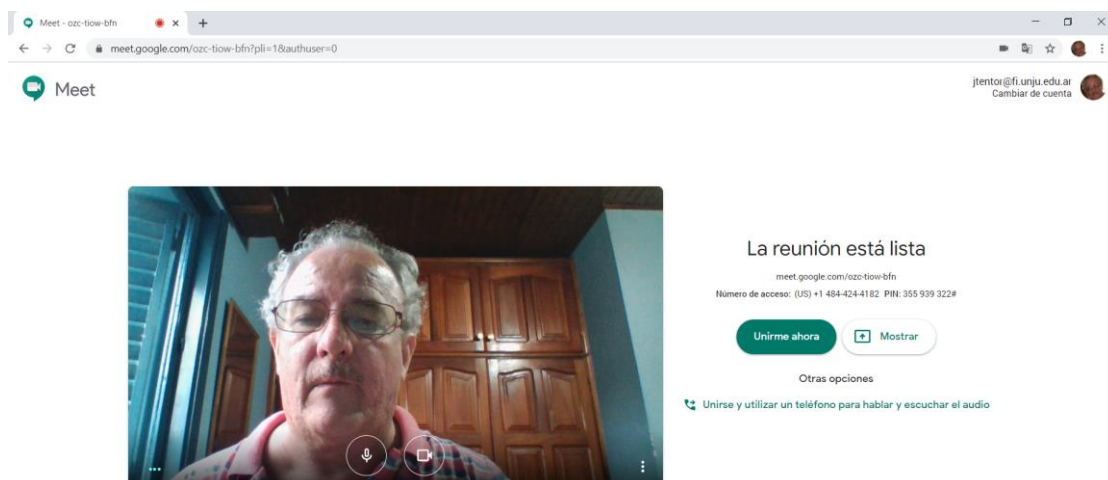 Meet - ozc-tiow-bfn
meet.google.com/ozc-tiow-bfn?pli=1&authuser=0
Meet
jtentor@fi.unju.edu.ar
Cambiar de cuenta
La reunión está lista
meet.google.com/ozc-tiow-bfn
Número de acceso: (US) +1 484-424-4182 PIN: 355 939 322#
Unirme ahora
Mostrar
Otras opciones
Unirse y utilizar un teléfono para hablar y escuchar el audio